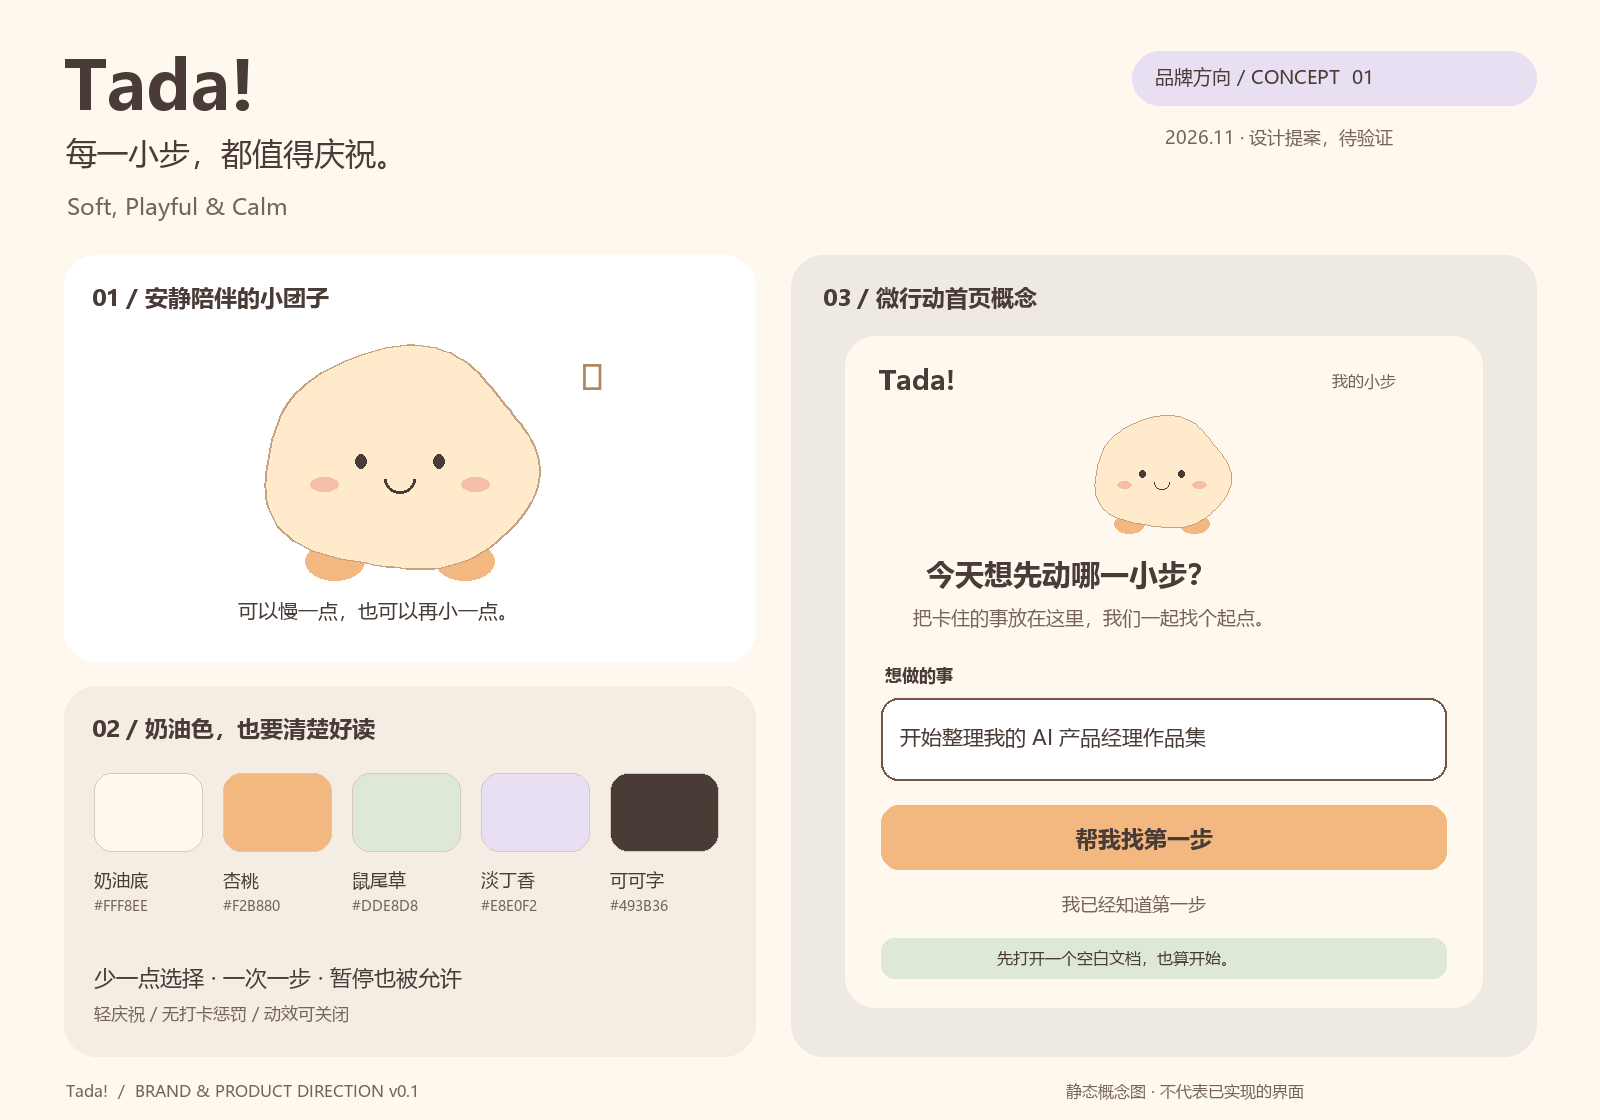 Tada!
每一小步，都值得庆祝。
Soft, Playful & Calm
品牌方向 / CONCEPT 01
2026.11 · 设计提案，待验证
01 / 安静陪伴的小团子
可以慢一点，也可以再小一点。
02 / 奶油色，也要清楚好读
奶油底
#FFF8EE
杏桃
#F2B880
鼠尾草
#DDE8D8
淡丁香
#E8E0F2
可可字
#493B36
少一点选择 · 一次一步 · 暂停也被允许
轻庆祝 / 无打卡惩罚 / 动效可关闭
03 / 微行动首页概念
Tada!
我的小步
今天想先动哪一小步？
把卡住的事放在这里，我们一起找个起点。
想做的事
开始整理我的 AI 产品经理作品集
帮我找第一步
我已经知道第一步
先打开一个空白文档，也算开始。
Tada! / BRAND & PRODUCT DIRECTION v0.1
静态概念图 · 不代表已实现的界面